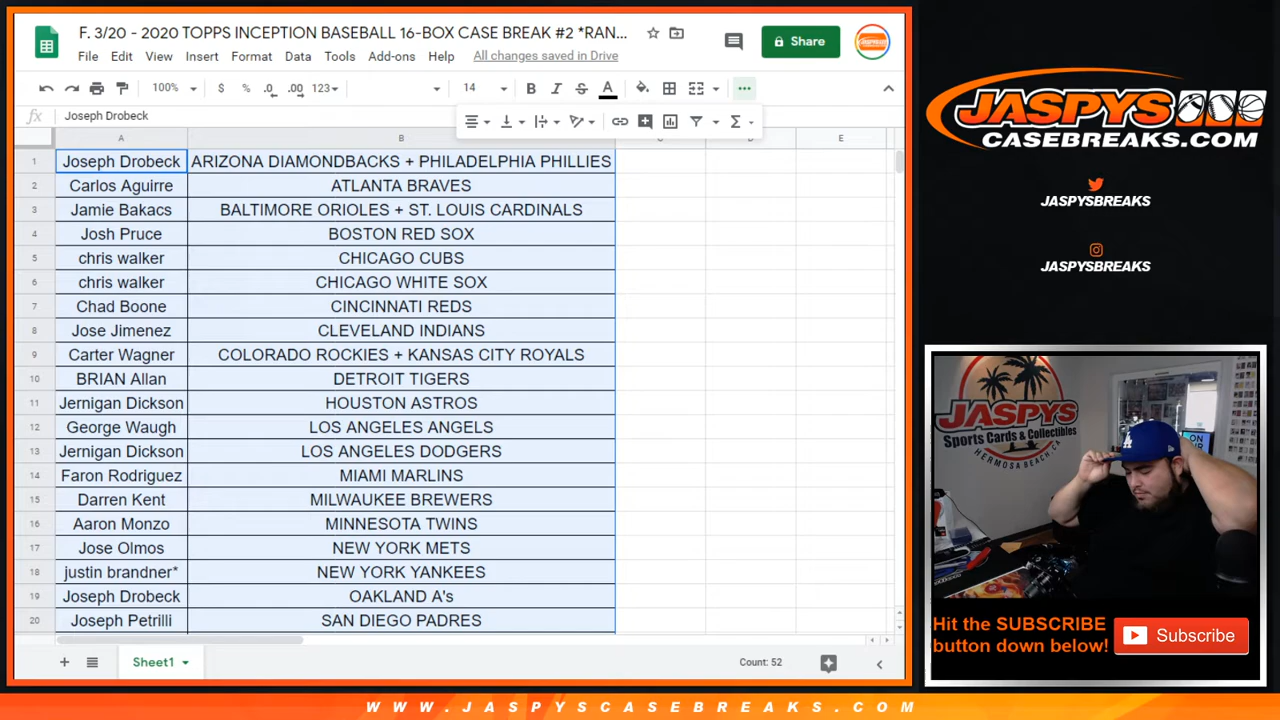 F. 3/20 - 2020 TOPPS INCEPTION BASEBALL 16-BOX CASE BREAK #2 *RAN...
File Edit View Insert Format Data Tools Add-ons Help All changes saved in Drive
Share
100% $ % .0 .00 123 14 B I S A
fx Joseph Drobeck
A B C D E
1 Joseph Drobeck ARIZONA DIAMONDBACKS + PHILADELPHIA PHILLIES
2 Carlos Aguirre ATLANTA BRAVES
3 Jamie Bakacs BALTIMORE ORIOLES + ST. LOUIS CARDINALS
4 Josh Pruce BOSTON RED SOX
5 chris walker CHICAGO CUBS
6 chris walker CHICAGO WHITE SOX
7 Chad Boone CINCINNATI REDS
8 Jose Jimenez CLEVELAND INDIANS
9 Carter Wagner COLORADO ROCKIES + KANSAS CITY ROYALS
10 BRIAN Allan DETROIT TIGERS
11 Jernigan Dickson HOUSTON ASTROS
12 George Waugh LOS ANGELES ANGELS
13 Jernigan Dickson LOS ANGELES DODGERS
14 Faron Rodriguez MIAMI MARLINS
15 Darren Kent MILWAUKEE BREWERS
16 Aaron Monzo MINNESOTA TWINS
17 Jose Olmos NEW YORK METS
18 justin brandner* NEW YORK YANKEES
19 Joseph Drobeck OAKLAND A's
20 Joseph Petrilli SAN DIEGO PADRES
Sheet1
Count: 52
JASPYS
CASEBREAKS.COM
JASPYSBREAKS
JASPYSBREAKS
JASPYS
Sports Cards & Collectibles
HERMOSA BEACH, CA
Hit the SUBSCRIBE
button down below!
Subscribe
WWW.JASPYSCASEBREAKS.COM